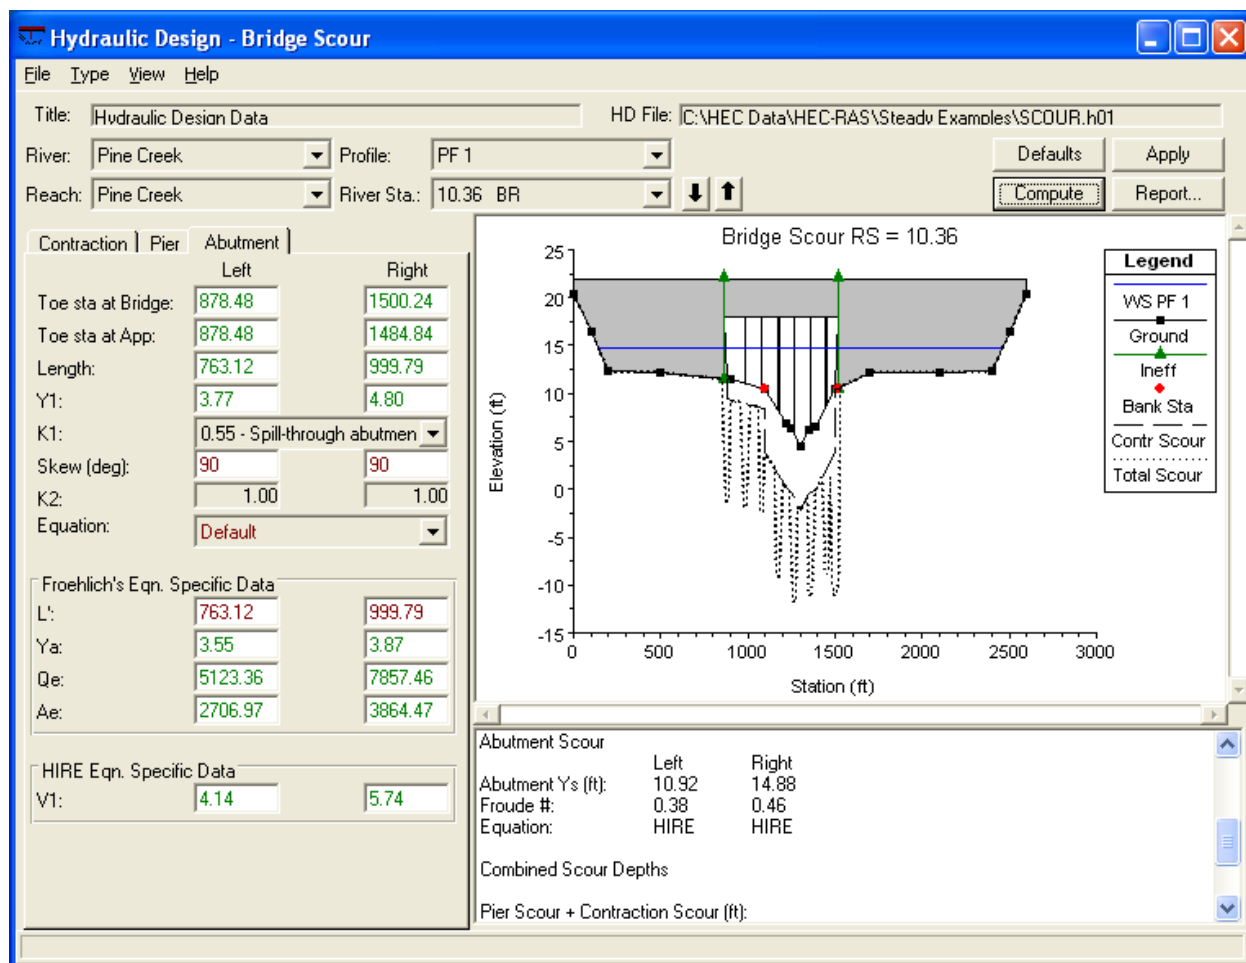 Hydraulic Design - Bridge Scour
File Type View Help
Title: Hydraulic Design Data HD File: C:\HEC Data\HEC-RAS\Steady Examples\SCOUR.h01
River: Pine Creek Profile: PF 1 Defaults Apply
Reach: Pine Creek River Sta.: 10.36 BR Compute Report...
Contraction Pier Abutment
Left Right
Toe sta at Bridge: 878.48 1500.24
Toe sta at App: 878.48 1484.84
Length: 763.12 999.79
Y1: 3.77 4.80
K1: 0.55 - Spill-through abutmen
Skew (deg): 90 90
K2: 1.00 1.00
Equation: Default
Froehlich's Eqn. Specific Data
L': 763.12 999.79
Ya: 3.55 3.87
Qe: 5123.36 7857.46
Ae: 2706.97 3864.47
HIRE Eqn. Specific Data
V1: 4.14 5.74
Bridge Scour RS = 10.36
25
20
15
10
5
0
-5
-10
-15
Elevation (ft)
0 500 1000 1500 2000 2500 3000
Station (ft)
Legend
WS PF 1
Ground
Ineff
Bank Sta
Contr Scour
Total Scour
Abutment Scour
Left Right
Abutment Ys (ft): 10.92 14.88
Froude #: 0.38 0.46
Equation: HIRE HIRE
Combined Scour Depths
Pier Scour + Contraction Scour (ft):